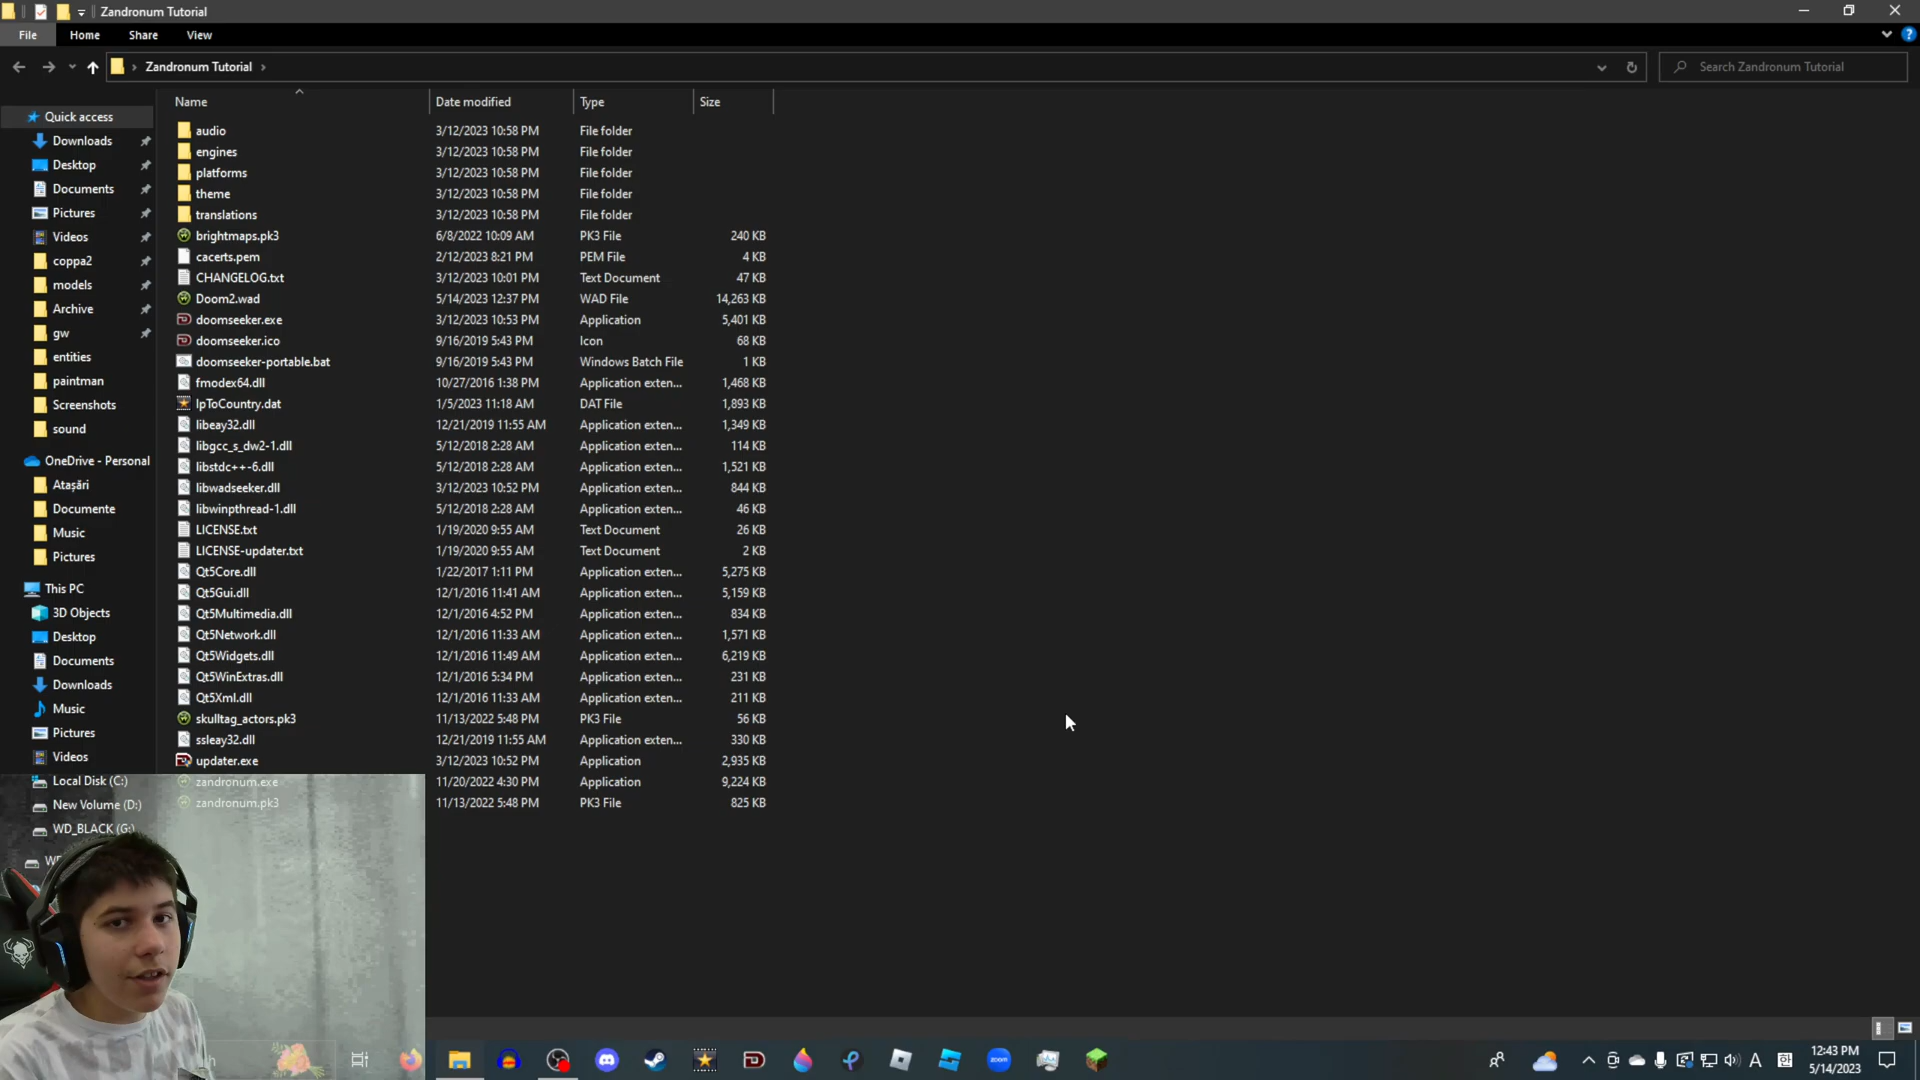 Zandronum Tutorial
File Home Share View
Zandronum Tutorial
Search Zandronum Tutorial
Name Date modified Type Size
Quick access
Downloads
Desktop
Documents
Pictures
Videos
coppa2
models
Archive
gw
entities
paintman
Screenshots
sound
OneDrive - Personal
Atașări
Documente
Music
Pictures
This PC
3D Objects
Desktop
Documents
Downloads
Music
Pictures
Videos
Local Disk (C:)
New Volume (D:)
WD_BLACK (G:)
audio 3/12/2023 10:58 PM File folder
engines 3/12/2023 10:58 PM File folder
platforms 3/12/2023 10:58 PM File folder
theme 3/12/2023 10:58 PM File folder
translations 3/12/2023 10:58 PM File folder
brightmaps.pk3 6/8/2022 10:09 AM PK3 File 240 KB
cacerts.pem 2/12/2023 8:21 PM PEM File 4 KB
CHANGELOG.txt 3/12/2023 10:01 PM Text Document 47 KB
Doom2.wad 5/14/2023 12:37 PM WAD File 14,263 KB
doomseeker.exe 3/12/2023 10:53 PM Application 5,401 KB
doomseeker.ico 9/16/2019 5:43 PM Icon 68 KB
doomseeker-portable.bat 9/16/2019 5:43 PM Windows Batch File 1 KB
fmodex64.dll 10/27/2016 1:38 PM Application exten... 1,468 KB
IpToCountry.dat 1/5/2023 11:18 AM DAT File 1,893 KB
libeay32.dll 12/21/2019 11:55 AM Application exten... 1,349 KB
libgcc_s_dw2-1.dll 5/12/2018 2:28 AM Application exten... 114 KB
libstdc++-6.dll 5/12/2018 2:28 AM Application exten... 1,521 KB
libwadseeker.dll 3/12/2023 10:52 PM Application exten... 844 KB
libwinpthread-1.dll 5/12/2018 2:28 AM Application exten... 46 KB
LICENSE.txt 1/19/2020 9:55 AM Text Document 26 KB
LICENSE-updater.txt 1/19/2020 9:55 AM Text Document 2 KB
Qt5Core.dll 1/22/2017 1:11 PM Application exten... 5,275 KB
Qt5Gui.dll 12/1/2016 11:41 AM Application exten... 5,159 KB
Qt5Multimedia.dll 12/1/2016 4:52 PM Application exten... 834 KB
Qt5Network.dll 12/1/2016 11:33 AM Application exten... 1,571 KB
Qt5Widgets.dll 12/1/2016 11:49 AM Application exten... 6,219 KB
Qt5WinExtras.dll 12/1/2016 5:34 PM Application exten... 231 KB
Qt5Xml.dll 12/1/2016 11:33 AM Application exten... 211 KB
skulltag_actors.pk3 11/13/2022 5:48 PM PK3 File 56 KB
ssleay32.dll 12/21/2019 11:55 AM Application exten... 330 KB
updater.exe 3/12/2023 10:52 PM Application 2,935 KB
zandronum.exe 11/20/2022 4:30 PM Application 9,224 KB
zandronum.pk3 11/13/2022 5:48 PM PK3 File 825 KB
zoom
A
12:43 PM
5/14/2023